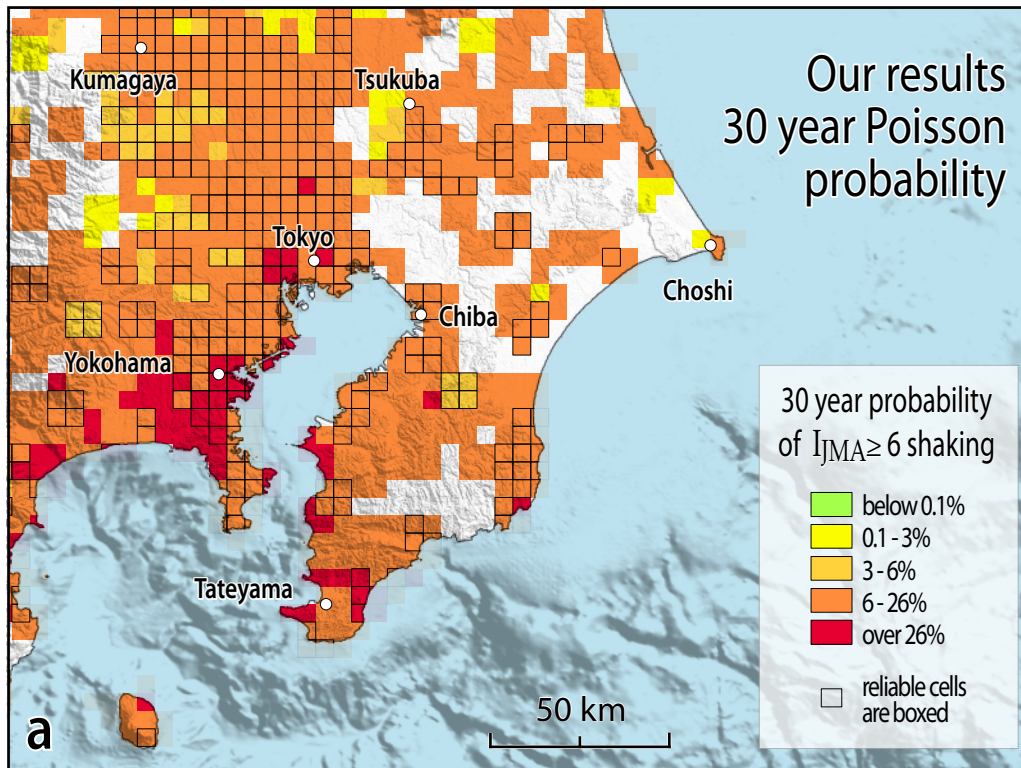 Our results
30 year Poisson
probability
Kumagaya
Tsukuba
Tokyo
Choshi
Chiba
Yokohama
Tateyama
30 year probability
of IJMA≥ 6 shaking
below 0.1%
0.1 - 3%
3 - 6%
6 - 26%
over 26%
reliable cells
are boxed
50 km
a